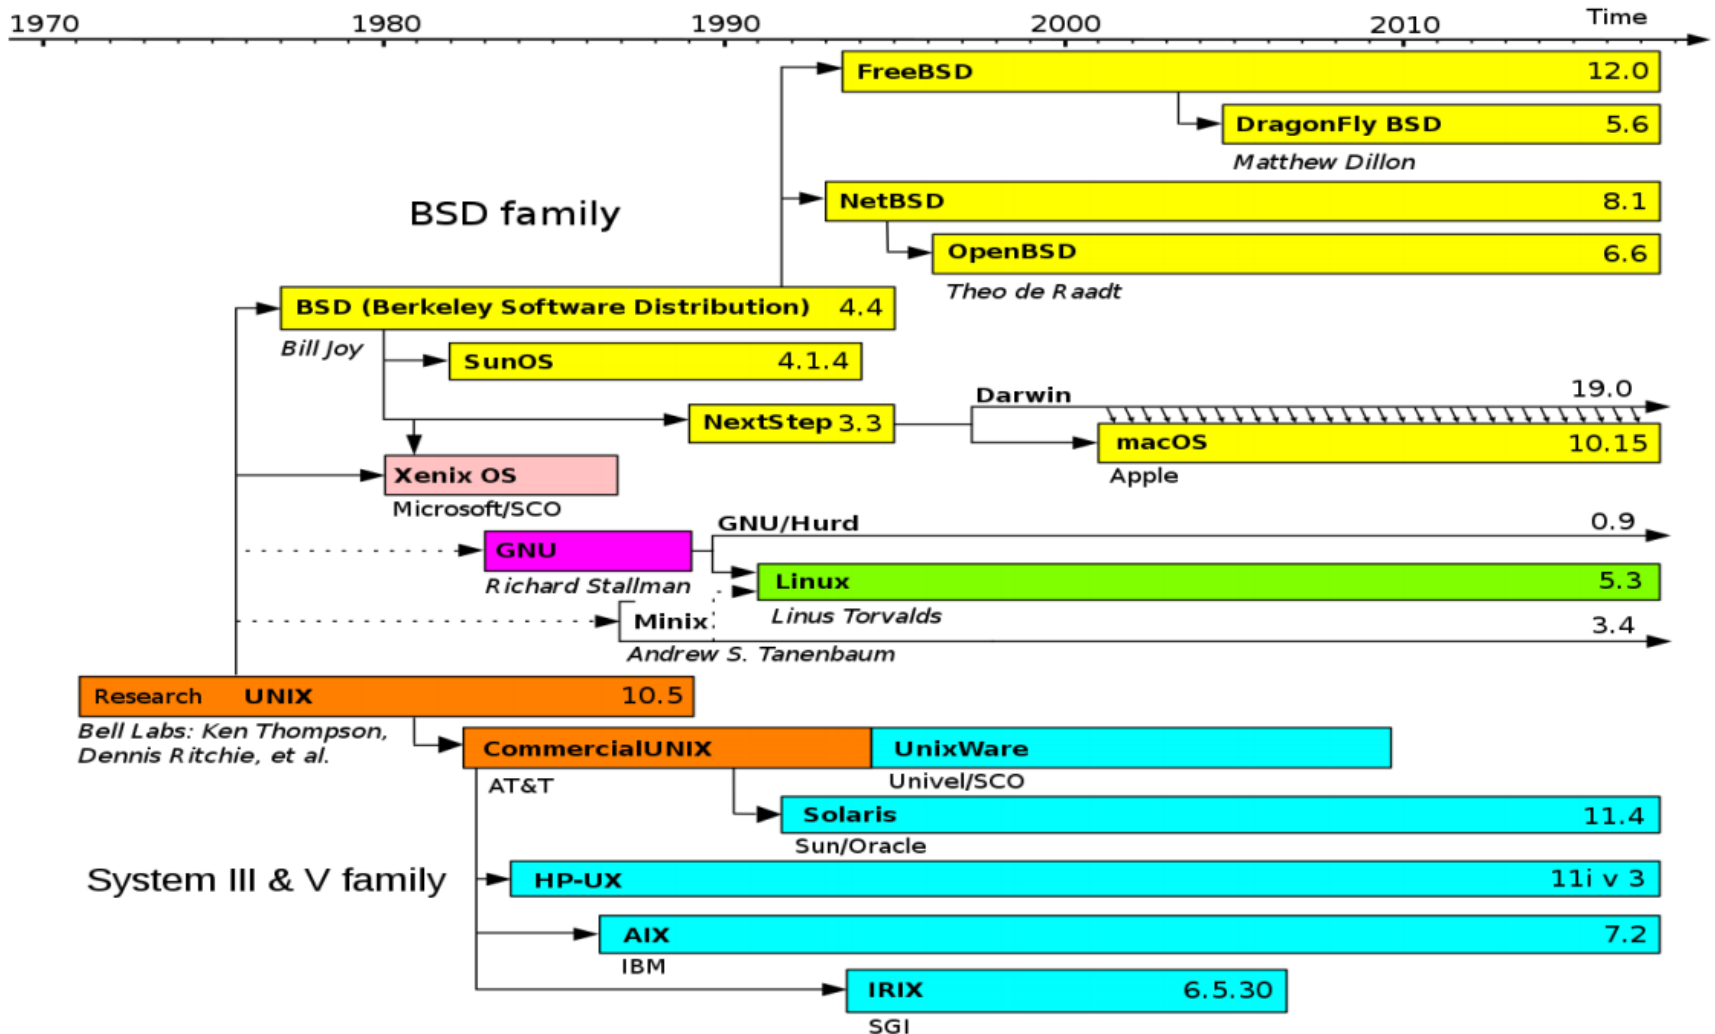 1970 1980 1990 2000 2010 Time
FreeBSD 12.0
DragonFly BSD 5.6
Matthew Dillon
NetBSD 8.1
BSD family
OpenBSD 6.6
Theo de Raadt
BSD (Berkeley Software Distribution) 4.4
Bill Joy
SunOS 4.1.4
Darwin 19.0
NextStep 3.3
macOS 10.15
Apple
Xenix OS
Microsoft/SCO
GNU/Hurd 0.9
GNU
Richard Stallman
Linux 5.3
Linus Torvalds
Minix 3.4
Andrew S. Tanenbaum
Research UNIX 10.5
Bell Labs: Ken Thompson,
Dennis Ritchie, et al.
CommercialUNIX
AT&T
UnixWare
Univel/SCO
Solaris 11.4
Sun/Oracle
System III & V family
HP-UX 11i v 3
AIX 7.2
IBM
IRIX 6.5.30
SGI